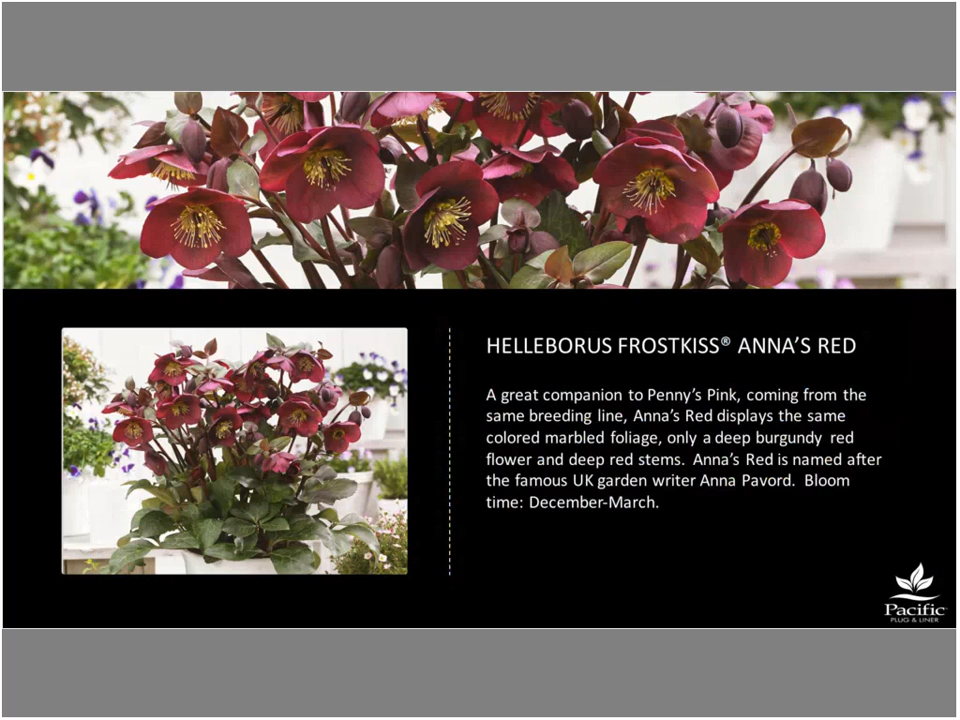 HELLEBORUS FROSTKISS® ANNA'S RED
A great companion to Penny's Pink, coming from the
same breeding line, Anna's Red displays the same
colored marbled foliage, only a deep burgundy red
flower and deep red stems. Anna's Red is named after
the famous UK garden writer Anna Pavord. Bloom
time: December-March.
Pacific
PLUG & LINER